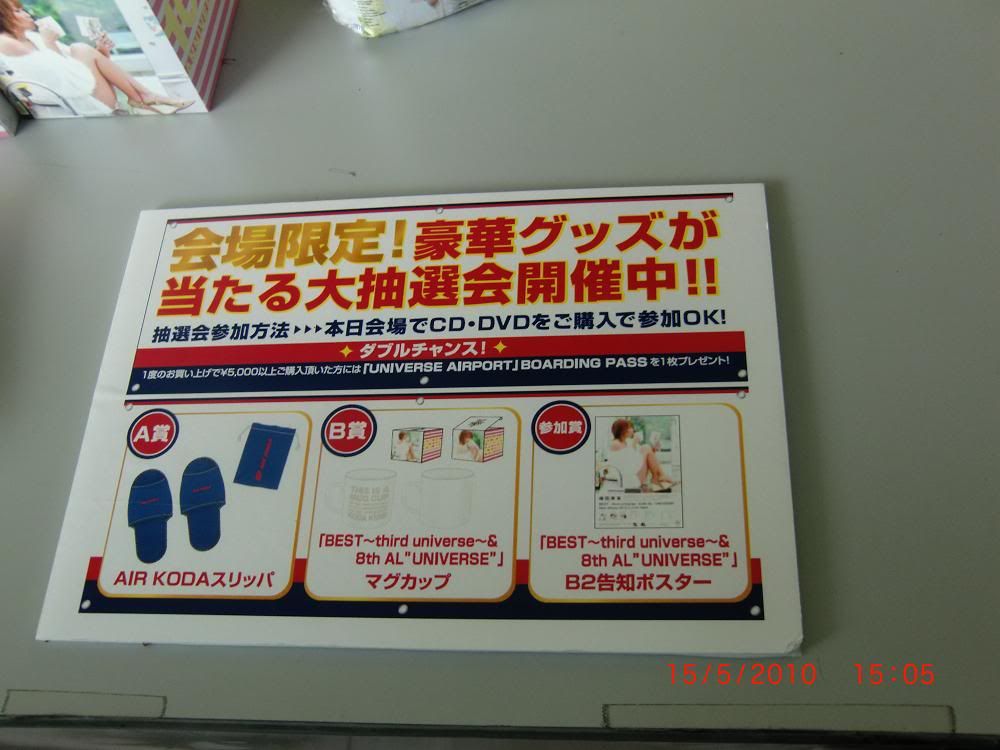 会場限定!豪華グッズが
当たる大抽選会開催中!!
抽選会参加方法▶▶▶本日会場でCD・DVDをご購入で参加OK!
ダブルチャンス!
1度のお買い上げで¥5,000以上ご購入頂いた方には「UNIVERSE AIRPORT」BOARDING PASSを1枚プレゼント!
A賞
AIR KODAスリッパ
B賞
THIS IS A
MUG CUP
KODA KUMI
「BEST~third universe~&
8th AL"UNIVERSE"」
マグカップ
参加賞
「BEST~third universe~&
8th AL"UNIVERSE"」
B2告知ポスター
15/5/2010 15:05